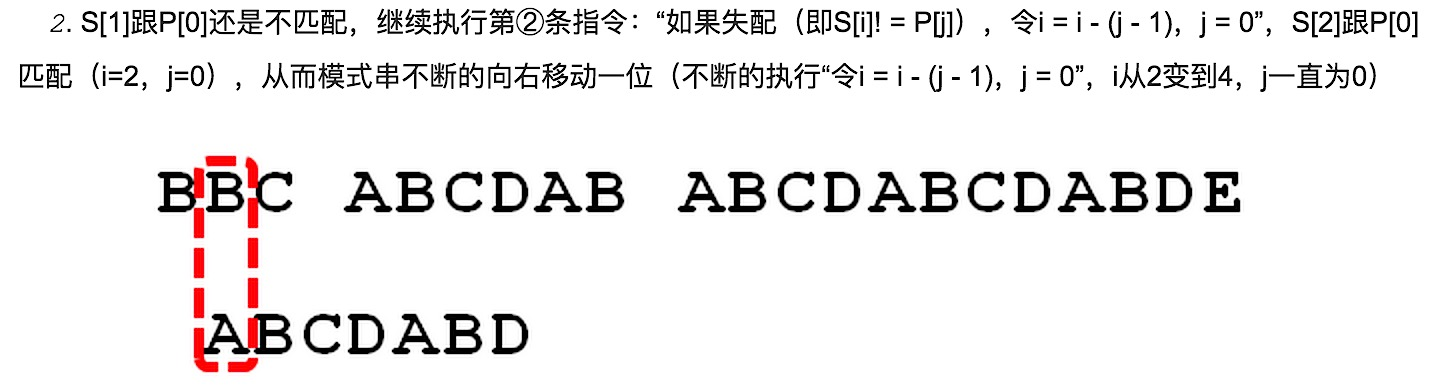 2. S[1]跟P[0]还是不匹配，继续执行第②条指令：“如果失配（即S[i]! = P[j]），令i = i - (j - 1)，j = 0”，S[2]跟P[0]
匹配（i=2，j=0），从而模式串不断的向右移动一位（不断的执行“令i = i - (j - 1)，j = 0”，i从2变到4，j一直为0）
BBC ABCDAB ABCDABCDABDE
ABCDABD